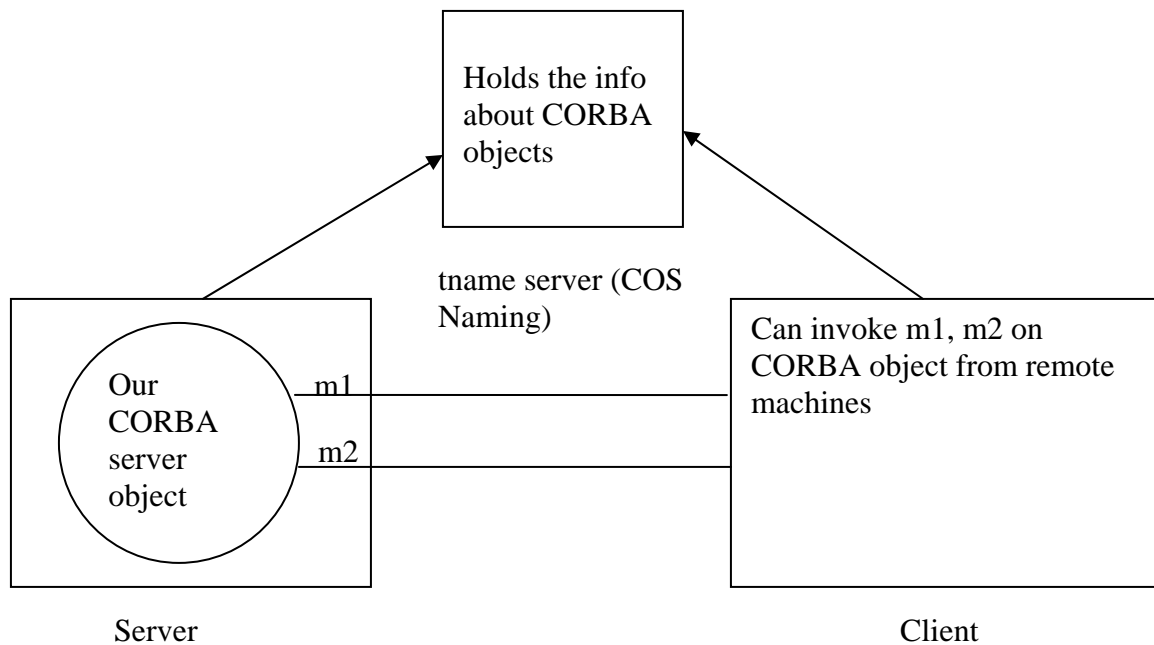 Holds the info
about CORBA
objects
tname server (COS
Naming)
Our
CORBA
server
object
m1
m2
Can invoke m1, m2 on
CORBA object from remote
machines
Server
Client